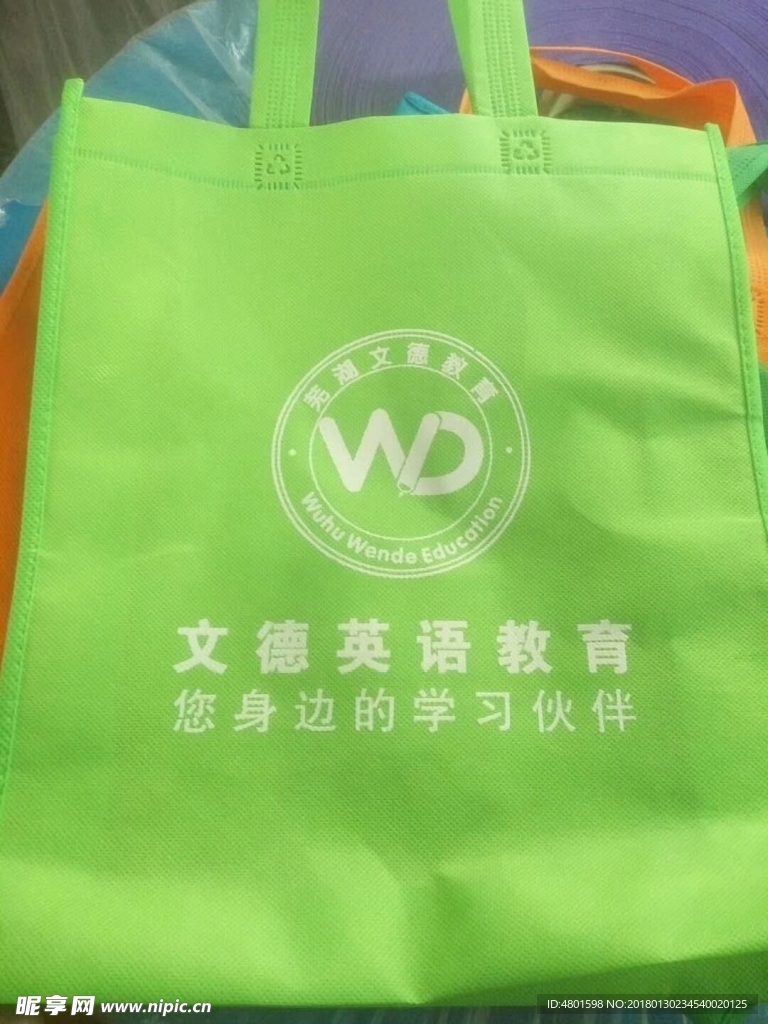 芜湖文德教育
WD
Wuhu Wende Education
文德英语教育
您身边的学习伙伴
昵享网 www.nipic.cn
ID:4801598 NO:20180130234540020125